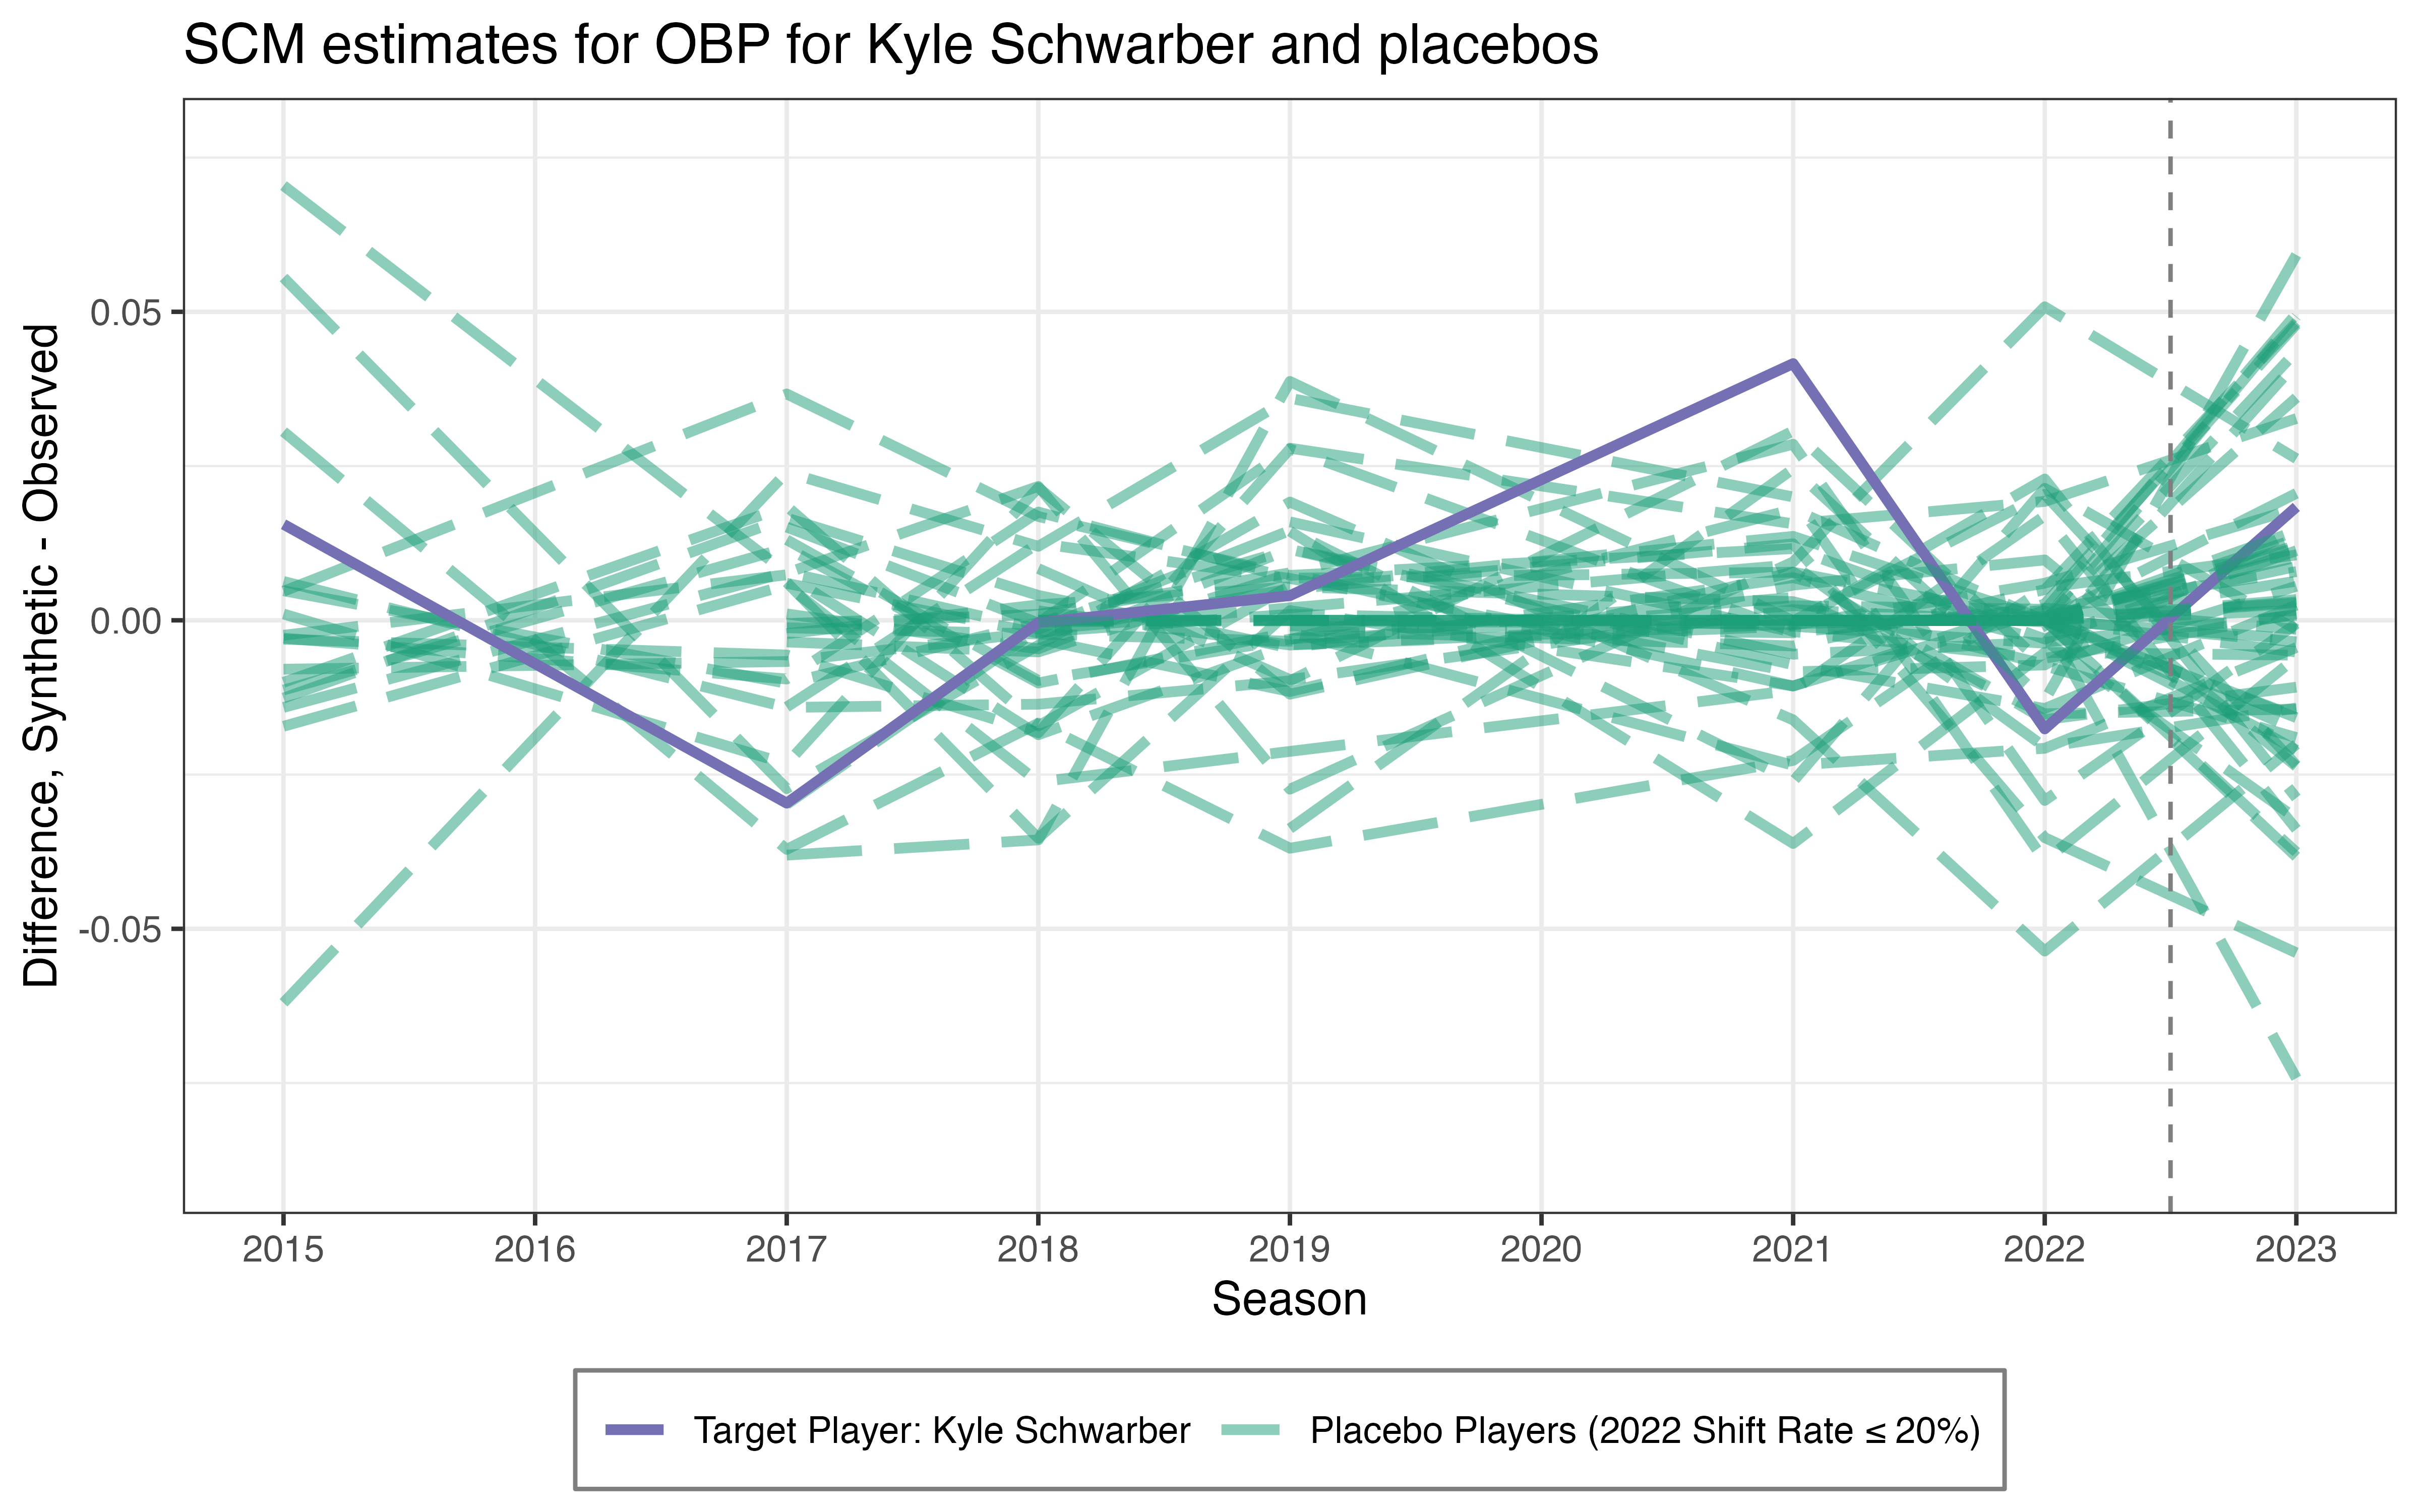 SCM estimates for OBP for Kyle Schwarber and placebos
Difference, Synthetic - Observed
0.05
0.00
-0.05
2015 2016 2017 2018 2019 2020 2021 2022 2023
Season
Target Player: Kyle Schwarber Placebo Players (2022 Shift Rate ≤ 20%)